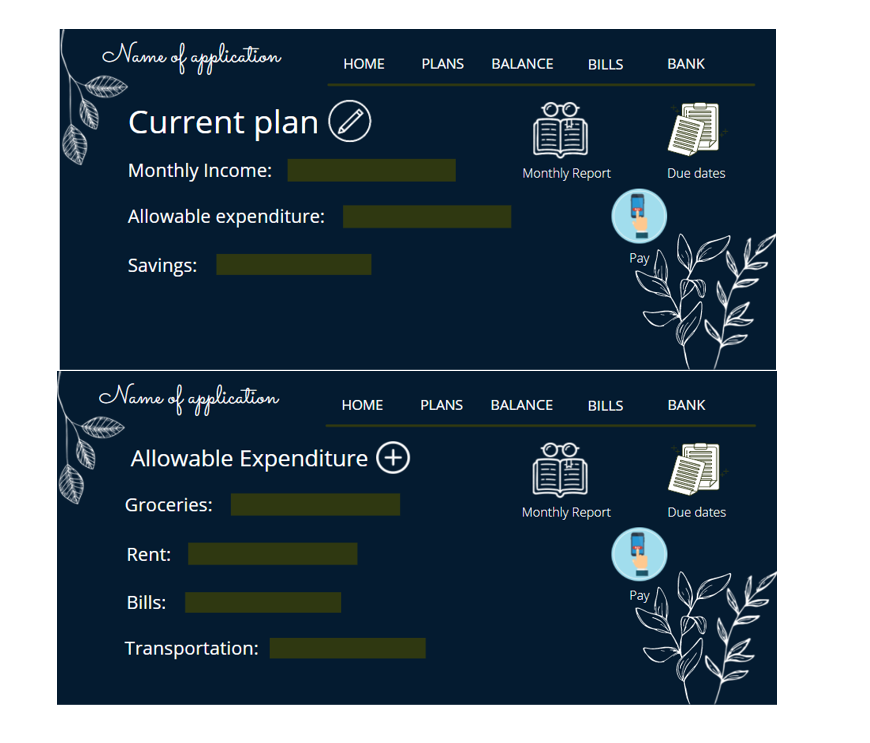 Name of application
HOME PLANS BALANCE BILLS BANK
Current plan
Monthly Income:
Monthly Report
Due dates
Allowable expenditure:
Savings:
Pay
Name of application
HOME PLANS BALANCE BILLS BANK
Allowable Expenditure
Groceries:
Monthly Report
Due dates
Rent:
Bills:
Pay
Transportation: